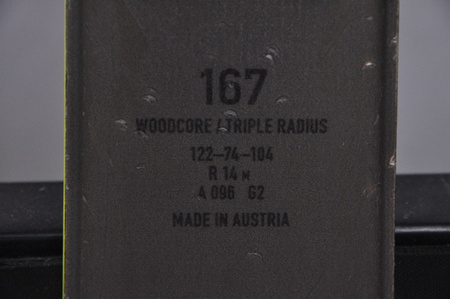 167
WOODCORE / TRIPLE RADIUS
122–74–104
R 14 M
4 096 G2
MADE IN AUSTRIA